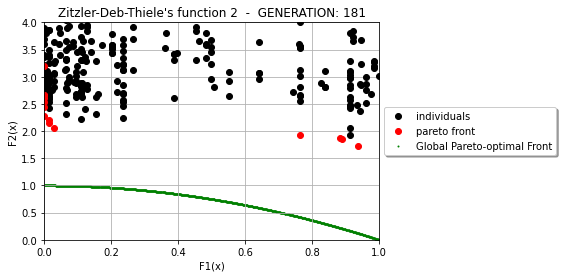 Zitzler-Deb-Thiele's function 2 - GENERATION: 181
4.0
3.5
3.0
2.5
2.0
1.5
1.0
0.5
0.0
F2(x)
0.0 0.2 0.4 0.6 0.8 1.0
F1(x)
individuals
pareto front
Global Pareto-optimal Front